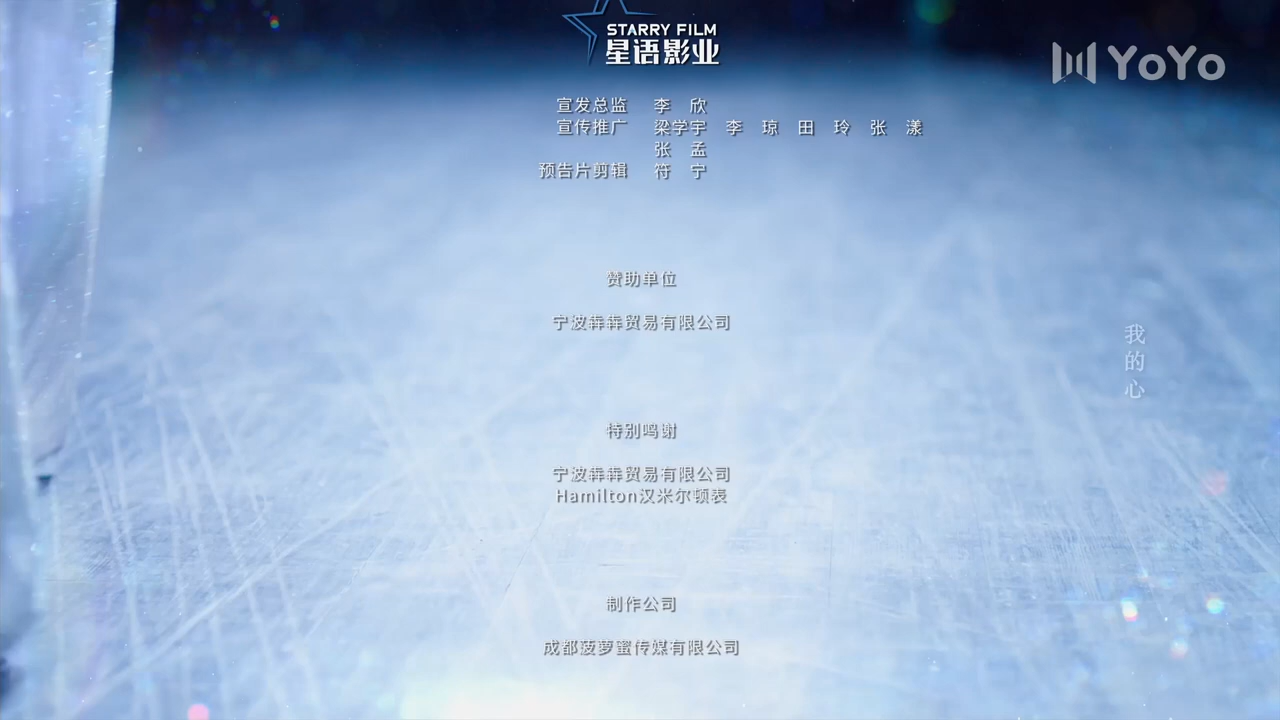 STARRY FILM
星语影业
YoYo
宣发总监 李 欣
宣传推广 梁学宇 李 琼 田 玲 张 漾
张 孟
预告片剪辑 符 宁
赞助单位
宁波犇犇贸易有限公司
我的心
特别鸣谢
宁波犇犇贸易有限公司
Hamilton汉米尔顿表
制作公司
成都菠萝蜜传媒有限公司